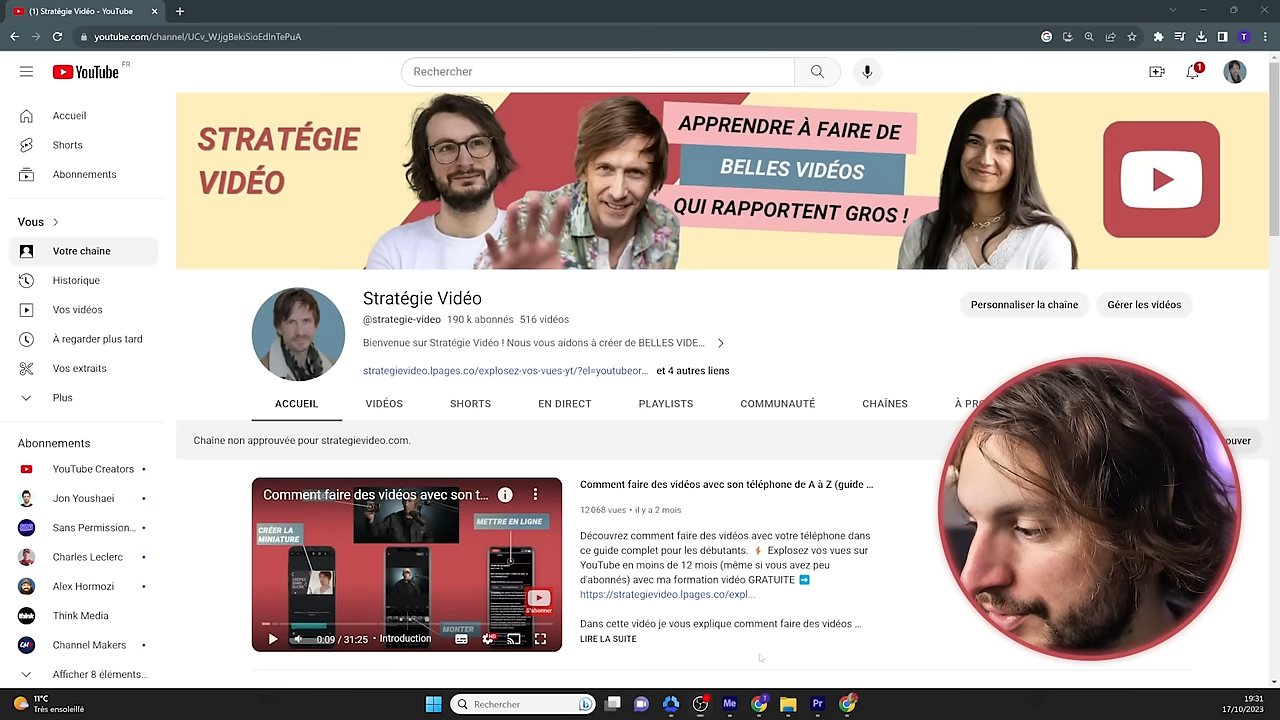 (1) Stratégie Vidéo - YouTube
youtube.com/channel/UCv_WJjgBekiSioEdInTePuA
YouTube FR
Rechercher
1
Accueil
Shorts
Abonnements
Vous
Votre chaîne
Historique
Vos vidéos
À regarder plus tard
Vos extraits
Plus
Abonnements
YouTube Creators
Jon Youshaei
Sans Permission...
Charles Leclerc
Alex Hormozi
Think Media
Channel Makers
Afficher 8 éléments...
STRATÉGIE
VIDÉO
APPRENDRE À FAIRE DE
BELLES VIDÉOS
QUI RAPPORTENT GROS !
Stratégie Vidéo
@strategie-video 190 k abonnés 516 vidéos
Bienvenue sur Stratégie Vidéo ! Nous vous aidons à créer de BELLES VIDE...
strategievideo.lpages.co/explosez-vos-vues-yt/?el=youtubeor... et 4 autres liens
Personnaliser la chaîne
Gérer les vidéos
ACCUEIL
VIDÉOS
SHORTS
EN DIRECT
PLAYLISTS
COMMUNAUTÉ
CHAÎNES
À PR
Chaîne non approuvée pour strategievideo.com.
ouver
Comment faire des vidéos avec son t...
CRÉER LA
MINIATURE
METTRE EN LIGNE
MONTER
S'abonner
0:09 / 31:25 • Introduction
HD
Comment faire des vidéos avec son téléphone de A à Z (guide ...
12 068 vues • il y a 2 mois
Découvrez comment faire des vidéos avec votre téléphone dans
ce guide complet pour les débutants. ⚡ Explosez vos vues sur
YouTube en moins de 12 mois (même si vous avez peu
d'abonnés) avec ma formation vidéo GRATUITE ➡
https://strategievideo.lpages.co/expl...
Dans cette vidéo je vous explique comment faire des vidéos ...
LIRE LA SUITE
11°C
Très ensoleillé
Rechercher
Me
Pr
19:31
17/10/2023